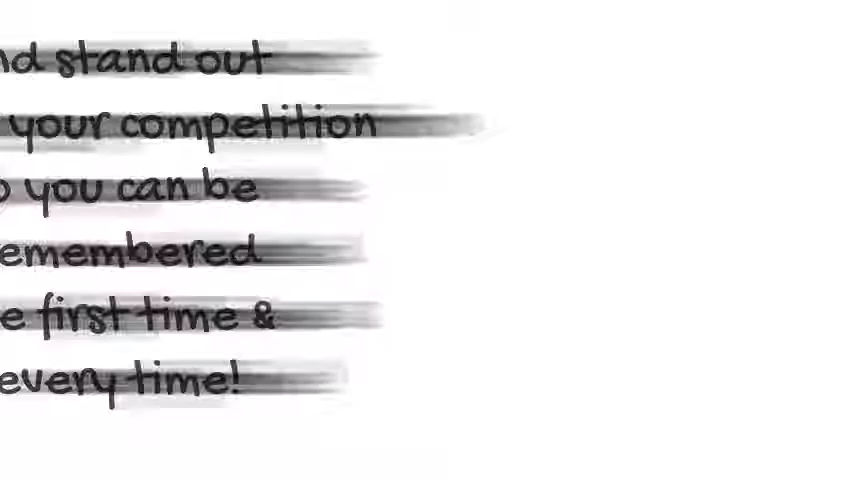 nd stand out
your competition
o you can be
emembered
e first time &
every time!